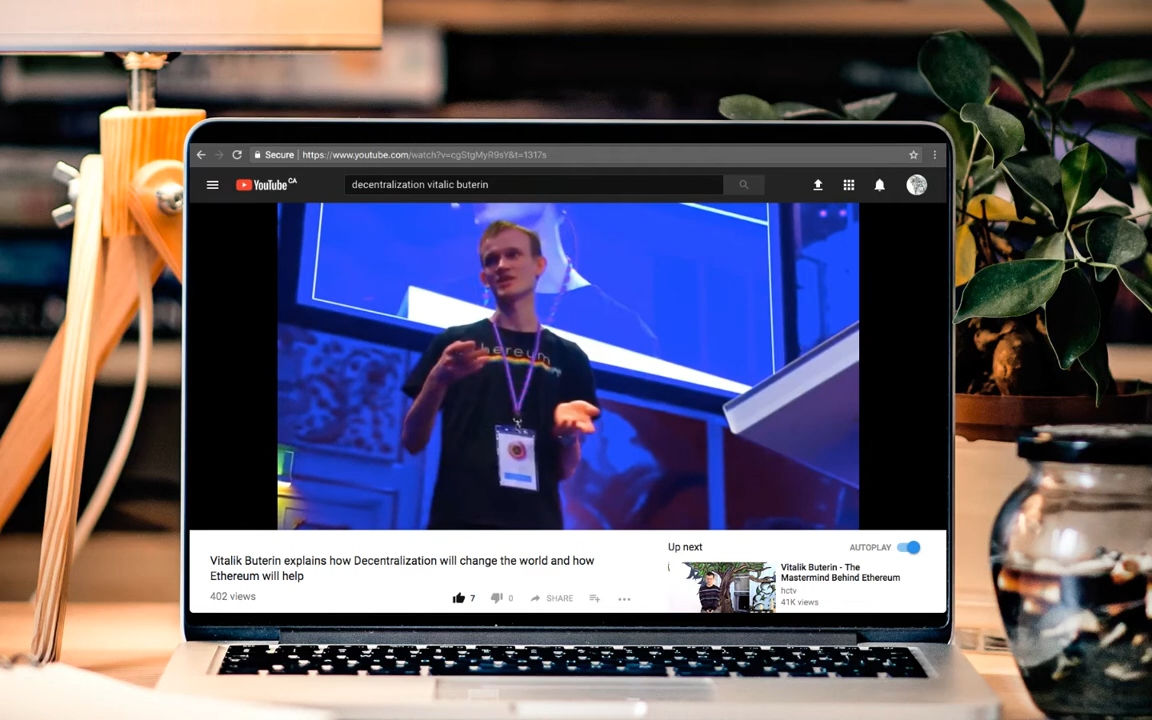 Secure | https://www.youtube.com/watch?v=cgStgMyR9sY&t=1317s
YouTube CA
decentralization vitalic buterin
hereum
Vitalik Buterin explains how Decentralization will change the world and how
Ethereum will help
402 views
7
0
SHARE
Up next
AUTOPLAY
Vitalik Buterin - The
Mastermind Behind Ethereum
hctv
41K views